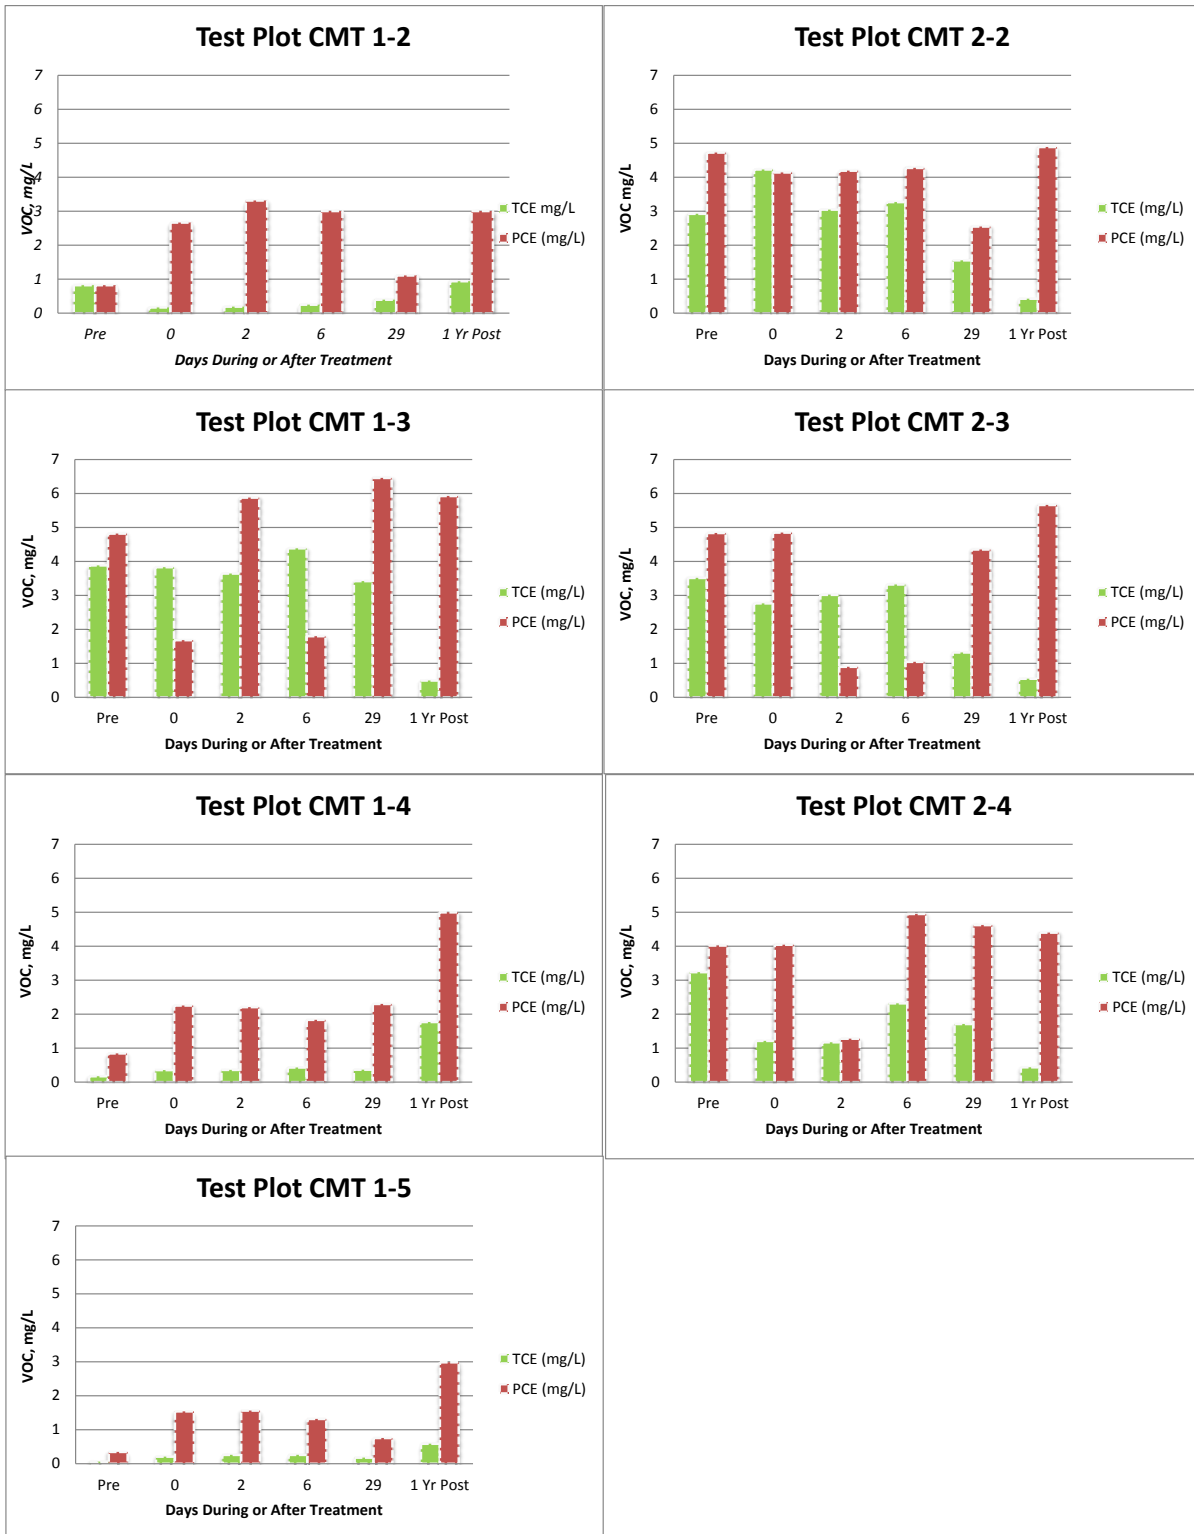 Test Plot CMT 1-2
7
6
5
4
3
2
1
0
VOC, mg/L
Pre 0 2 6 29 1 Yr Post
Days During or After Treatment
TCE mg/L
PCE (mg/L)
Test Plot CMT 2-2
7
6
5
4
3
2
1
0
VOC mg/L
Pre 0 2 6 29 1 Yr Post
Days During or After Treatment
TCE (mg/L)
PCE (mg/L)
Test Plot CMT 1-3
7
6
5
4
3
2
1
0
VOC, mg/L
Pre 0 2 6 29 1 Yr Post
Days During or After Treatment
TCE (mg/L)
PCE (mg/L)
Test Plot CMT 2-3
7
6
5
4
3
2
1
0
VOC, mg/L
Pre 0 2 6 29 1 Yr Post
Days During or After Treatment
TCE (mg/L)
PCE (mg/L)
Test Plot CMT 1-4
7
6
5
4
3
2
1
0
VOC, mg/L
Pre 0 2 6 29 1 Yr Post
Days During or After Treatment
TCE (mg/L)
PCE (mg/L)
Test Plot CMT 2-4
7
6
5
4
3
2
1
0
VOC, mg/L
Pre 0 2 6 29 1 Yr Post
Days During or After Treatment
TCE (mg/L)
PCE (mg/L)
Test Plot CMT 1-5
7
6
5
4
3
2
1
0
VOC, mg/L
Pre 0 2 6 29 1 Yr Post
Days During or After Treatment
TCE (mg/L)
PCE (mg/L)